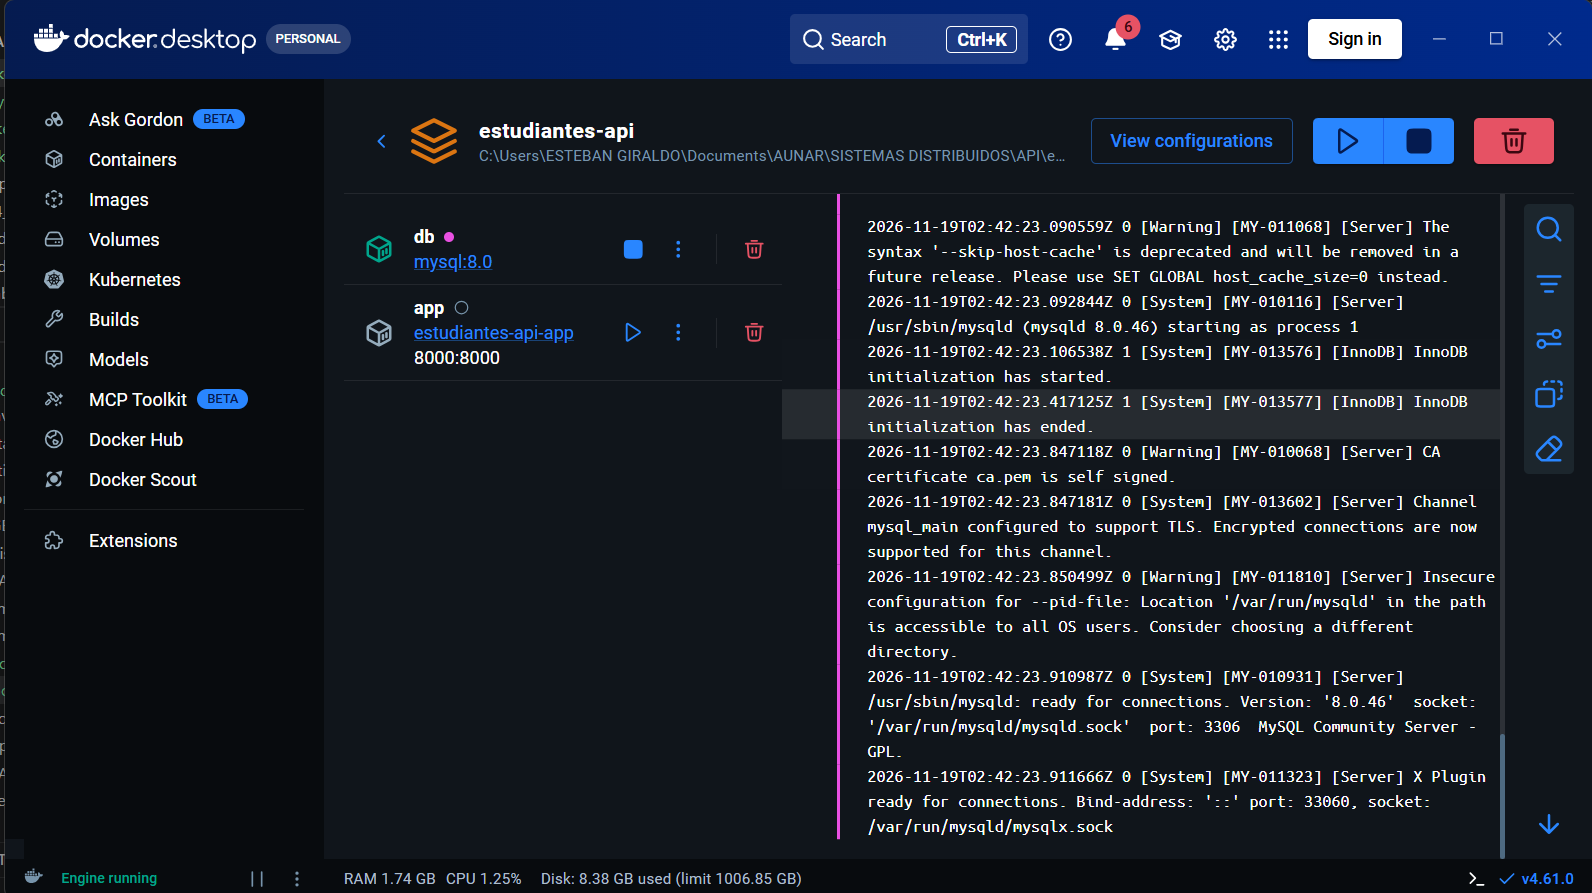 docker.desktop PERSONAL
Search Ctrl+K
6
Sign in
Ask Gordon BETA
Containers
Images
Volumes
Kubernetes
Builds
Models
MCP Toolkit BETA
Docker Hub
Docker Scout
Extensions
estudiantes-api
C:\Users\ESTEBAN GIRALDO\Documents\AUNAR\SISTEMAS DISTRIBUIDOS\API\e...
View configurations
db
mysql:8.0
app
estudiantes-api-app
8000:8000
2026-11-19T02:42:23.090559Z 0 [Warning] [MY-011068] [Server] The
syntax '--skip-host-cache' is deprecated and will be removed in a
future release. Please use SET GLOBAL host_cache_size=0 instead.
2026-11-19T02:42:23.092844Z 0 [System] [MY-010116] [Server]
/usr/sbin/mysqld (mysqld 8.0.46) starting as process 1
2026-11-19T02:42:23.106538Z 1 [System] [MY-013576] [InnoDB] InnoDB
initialization has started.
2026-11-19T02:42:23.417125Z 1 [System] [MY-013577] [InnoDB] InnoDB
initialization has ended.
2026-11-19T02:42:23.847118Z 0 [Warning] [MY-010068] [Server] CA
certificate ca.pem is self signed.
2026-11-19T02:42:23.847181Z 0 [System] [MY-013602] [Server] Channel
mysql_main configured to support TLS. Encrypted connections are now
supported for this channel.
2026-11-19T02:42:23.850499Z 0 [Warning] [MY-011810] [Server] Insecure
configuration for --pid-file: Location '/var/run/mysqld' in the path
is accessible to all OS users. Consider choosing a different
directory.
2026-11-19T02:42:23.910987Z 0 [System] [MY-010931] [Server]
/usr/sbin/mysqld: ready for connections. Version: '8.0.46'  socket:
'/var/run/mysqld/mysqld.sock'  port: 3306  MySQL Community Server -
GPL.
2026-11-19T02:42:23.911666Z 0 [System] [MY-011323] [Server] X Plugin
ready for connections. Bind-address: '::' port: 33060, socket:
/var/run/mysqld/mysqlx.sock
Engine running
RAM 1.74 GB CPU 1.25% Disk: 8.38 GB used (limit 1006.85 GB)
v4.61.0